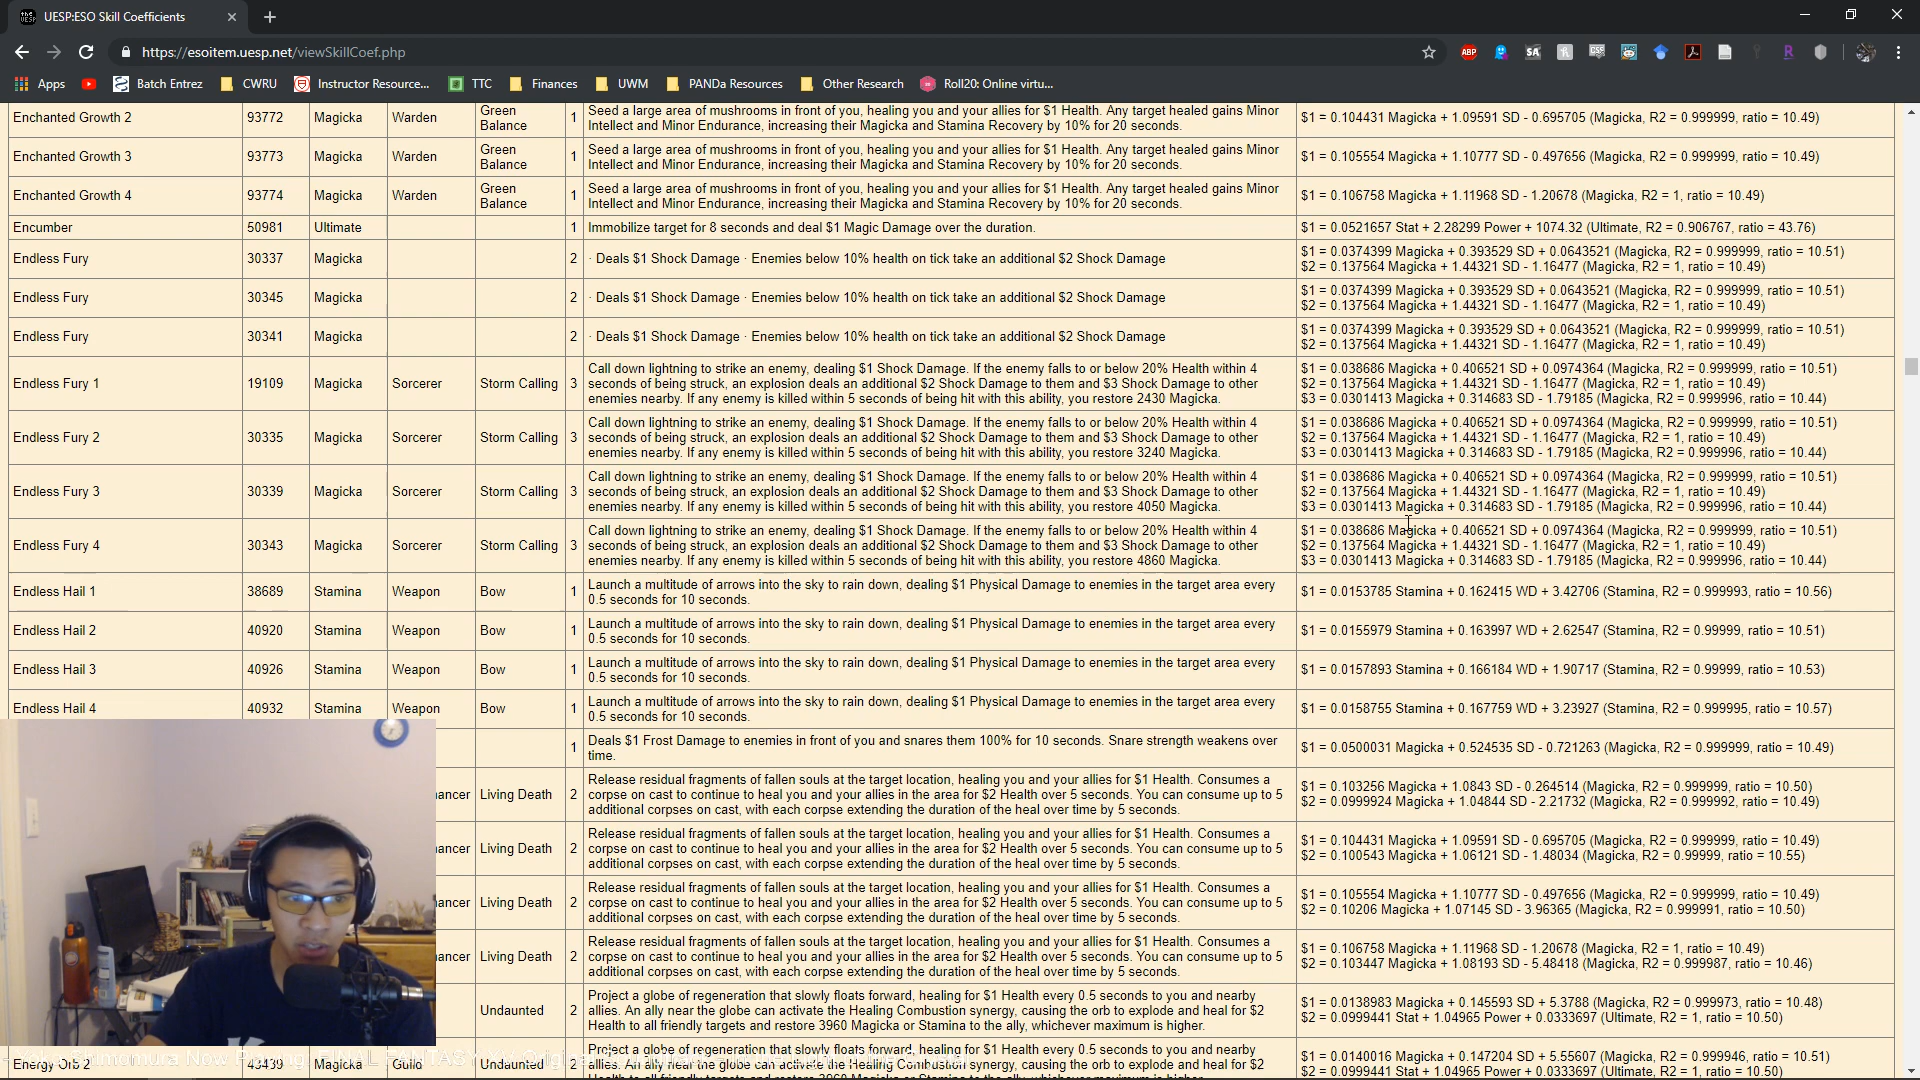 UESP:ESO Skill Coefficients
https://esoitem.uesp.net/viewSkillCoef.php
Apps Batch Entrez CWRU Instructor Resource... TTC Finances UWM PANDa Resources Other Research Roll20: Online virtu...
Enchanted Growth 2 93772 Magicka Warden Green Balance 1 Seed a large area of mushrooms in front of you, healing you and your allies for $1 Health. Any target healed gains Minor
Intellect and Minor Endurance, increasing their Magicka and Stamina Recovery by 10% for 20 seconds.
$1 = 0.104431 Magicka + 1.09591 SD - 0.695705 (Magicka, R2 = 0.999999, ratio = 10.49)
Enchanted Growth 3 93773 Magicka Warden Green Balance 1 Seed a large area of mushrooms in front of you, healing you and your allies for $1 Health. Any target healed gains Minor
Intellect and Minor Endurance, increasing their Magicka and Stamina Recovery by 10% for 20 seconds.
$1 = 0.105554 Magicka + 1.10777 SD - 0.497656 (Magicka, R2 = 0.999999, ratio = 10.49)
Enchanted Growth 4 93774 Magicka Warden Green Balance 1 Seed a large area of mushrooms in front of you, healing you and your allies for $1 Health. Any target healed gains Minor
Intellect and Minor Endurance, increasing their Magicka and Stamina Recovery by 10% for 20 seconds.
$1 = 0.106758 Magicka + 1.11968 SD - 1.20678 (Magicka, R2 = 1, ratio = 10.49)
Encumber 50981 Ultimate 1 Immobilize target for 8 seconds and deal $1 Magic Damage over the duration.
$1 = 0.0521657 Stat + 2.28299 Power + 1074.32 (Ultimate, R2 = 0.906767, ratio = 43.76)
Endless Fury 30337 Magicka 2 · Deals $1 Shock Damage · Enemies below 10% health on tick take an additional $2 Shock Damage
$1 = 0.0374399 Magicka + 0.393529 SD + 0.0643521 (Magicka, R2 = 0.999999, ratio = 10.51)
$2 = 0.137564 Magicka + 1.44321 SD - 1.16477 (Magicka, R2 = 1, ratio = 10.49)
Endless Fury 30345 Magicka 2 · Deals $1 Shock Damage · Enemies below 10% health on tick take an additional $2 Shock Damage
$1 = 0.0374399 Magicka + 0.393529 SD + 0.0643521 (Magicka, R2 = 0.999999, ratio = 10.51)
$2 = 0.137564 Magicka + 1.44321 SD - 1.16477 (Magicka, R2 = 1, ratio = 10.49)
Endless Fury 30341 Magicka 2 · Deals $1 Shock Damage · Enemies below 10% health on tick take an additional $2 Shock Damage
$1 = 0.0374399 Magicka + 0.393529 SD + 0.0643521 (Magicka, R2 = 0.999999, ratio = 10.51)
$2 = 0.137564 Magicka + 1.44321 SD - 1.16477 (Magicka, R2 = 1, ratio = 10.49)
Endless Fury 1 19109 Magicka Sorcerer Storm Calling 3 Call down lightning to strike an enemy, dealing $1 Shock Damage. If the enemy falls to or below 20% Health within 4
seconds of being struck, an explosion deals an additional $2 Shock Damage to them and $3 Shock Damage to other
enemies nearby. If any enemy is killed within 5 seconds of being hit with this ability, you restore 2430 Magicka.
$1 = 0.038686 Magicka + 0.406521 SD + 0.0974364 (Magicka, R2 = 0.999999, ratio = 10.51)
$2 = 0.137564 Magicka + 1.44321 SD - 1.16477 (Magicka, R2 = 1, ratio = 10.49)
$3 = 0.0301413 Magicka + 0.314683 SD - 1.79185 (Magicka, R2 = 0.999996, ratio = 10.44)
Endless Fury 2 30335 Magicka Sorcerer Storm Calling 3 Call down lightning to strike an enemy, dealing $1 Shock Damage. If the enemy falls to or below 20% Health within 4
seconds of being struck, an explosion deals an additional $2 Shock Damage to them and $3 Shock Damage to other
enemies nearby. If any enemy is killed within 5 seconds of being hit with this ability, you restore 3240 Magicka.
$1 = 0.038686 Magicka + 0.406521 SD + 0.0974364 (Magicka, R2 = 0.999999, ratio = 10.51)
$2 = 0.137564 Magicka + 1.44321 SD - 1.16477 (Magicka, R2 = 1, ratio = 10.49)
$3 = 0.0301413 Magicka + 0.314683 SD - 1.79185 (Magicka, R2 = 0.999996, ratio = 10.44)
Endless Fury 3 30339 Magicka Sorcerer Storm Calling 3 Call down lightning to strike an enemy, dealing $1 Shock Damage. If the enemy falls to or below 20% Health within 4
seconds of being struck, an explosion deals an additional $2 Shock Damage to them and $3 Shock Damage to other
enemies nearby. If any enemy is killed within 5 seconds of being hit with this ability, you restore 4050 Magicka.
$1 = 0.038686 Magicka + 0.406521 SD + 0.0974364 (Magicka, R2 = 0.999999, ratio = 10.51)
$2 = 0.137564 Magicka + 1.44321 SD - 1.16477 (Magicka, R2 = 1, ratio = 10.49)
$3 = 0.0301413 Magicka + 0.314683 SD - 1.79185 (Magicka, R2 = 0.999996, ratio = 10.44)
Endless Fury 4 30343 Magicka Sorcerer Storm Calling 3 Call down lightning to strike an enemy, dealing $1 Shock Damage. If the enemy falls to or below 20% Health within 4
seconds of being struck, an explosion deals an additional $2 Shock Damage to them and $3 Shock Damage to other
enemies nearby. If any enemy is killed within 5 seconds of being hit with this ability, you restore 4860 Magicka.
$1 = 0.038686 Magicka + 0.406521 SD + 0.0974364 (Magicka, R2 = 0.999999, ratio = 10.51)
$2 = 0.137564 Magicka + 1.44321 SD - 1.16477 (Magicka, R2 = 1, ratio = 10.49)
$3 = 0.0301413 Magicka + 0.314683 SD - 1.79185 (Magicka, R2 = 0.999996, ratio = 10.44)
Endless Hail 1 38689 Stamina Weapon Bow 1 Launch a multitude of arrows into the sky to rain down, dealing $1 Physical Damage to enemies in the target area every
0.5 seconds for 10 seconds.
$1 = 0.0153785 Stamina + 0.162415 WD + 3.42706 (Stamina, R2 = 0.999993, ratio = 10.56)
Endless Hail 2 40920 Stamina Weapon Bow 1 Launch a multitude of arrows into the sky to rain down, dealing $1 Physical Damage to enemies in the target area every
0.5 seconds for 10 seconds.
$1 = 0.0155979 Stamina + 0.163997 WD + 2.62547 (Stamina, R2 = 0.99999, ratio = 10.51)
Endless Hail 3 40926 Stamina Weapon Bow 1 Launch a multitude of arrows into the sky to rain down, dealing $1 Physical Damage to enemies in the target area every
0.5 seconds for 10 seconds.
$1 = 0.0157893 Stamina + 0.166184 WD + 1.90717 (Stamina, R2 = 0.99999, ratio = 10.53)
Endless Hail 4 40932 Stamina Weapon Bow 1 Launch a multitude of arrows into the sky to rain down, dealing $1 Physical Damage to enemies in the target area every
0.5 seconds for 10 seconds.
$1 = 0.0158755 Stamina + 0.167759 WD + 3.23927 (Stamina, R2 = 0.999995, ratio = 10.57)
1 Deals $1 Frost Damage to enemies in front of you and snares them 100% for 10 seconds. Snare strength weakens over
time.
$1 = 0.0500031 Magicka + 0.524535 SD - 0.721263 (Magicka, R2 = 0.999999, ratio = 10.49)
ancer Living Death 2 Release residual fragments of fallen souls at the target location, healing you and your allies for $1 Health. Consumes a
corpse on cast to continue to heal you and your allies in the area for $2 Health over 5 seconds. You can consume up to 5
additional corpses on cast, with each corpse extending the duration of the heal over time by 5 seconds.
$1 = 0.103256 Magicka + 1.0843 SD - 0.264514 (Magicka, R2 = 0.999999, ratio = 10.50)
$2 = 0.0999924 Magicka + 1.04844 SD - 2.21732 (Magicka, R2 = 0.999992, ratio = 10.49)
ancer Living Death 2 Release residual fragments of fallen souls at the target location, healing you and your allies for $1 Health. Consumes a
corpse on cast to continue to heal you and your allies in the area for $2 Health over 5 seconds. You can consume up to 5
additional corpses on cast, with each corpse extending the duration of the heal over time by 5 seconds.
$1 = 0.104431 Magicka + 1.09591 SD - 0.695705 (Magicka, R2 = 0.999999, ratio = 10.49)
$2 = 0.100543 Magicka + 1.06121 SD - 1.48034 (Magicka, R2 = 0.99999, ratio = 10.55)
ancer Living Death 2 Release residual fragments of fallen souls at the target location, healing you and your allies for $1 Health. Consumes a
corpse on cast to continue to heal you and your allies in the area for $2 Health over 5 seconds. You can consume up to 5
additional corpses on cast, with each corpse extending the duration of the heal over time by 5 seconds.
$1 = 0.105554 Magicka + 1.10777 SD - 0.497656 (Magicka, R2 = 0.999999, ratio = 10.49)
$2 = 0.10206 Magicka + 1.07145 SD - 3.96365 (Magicka, R2 = 0.999991, ratio = 10.50)
ancer Living Death 2 Release residual fragments of fallen souls at the target location, healing you and your allies for $1 Health. Consumes a
corpse on cast to continue to heal you and your allies in the area for $2 Health over 5 seconds. You can consume up to 5
additional corpses on cast, with each corpse extending the duration of the heal over time by 5 seconds.
$1 = 0.106758 Magicka + 1.11968 SD - 1.20678 (Magicka, R2 = 1, ratio = 10.49)
$2 = 0.103447 Magicka + 1.08193 SD - 5.48418 (Magicka, R2 = 0.999987, ratio = 10.46)
Undaunted 2 Project a globe of regeneration that slowly floats forward, healing for $1 Health every 0.5 seconds to you and nearby
allies. An ally near the globe can activate the Healing Combustion synergy, causing the orb to explode and heal for $2
Health to all friendly targets and restore 3960 Magicka or Stamina to the ally, whichever maximum is higher.
$1 = 0.0138983 Magicka + 0.145593 SD + 5.3788 (Magicka, R2 = 0.999973, ratio = 10.48)
$2 = 0.0999441 Stat + 1.04965 Power + 0.0333697 (Ultimate, R2 = 1, ratio = 10.50)
Energy Orb 2 43439 Magicka Guild Undaunted 2 Project a globe of regeneration that slowly floats forward, healing for $1 Health every 0.5 seconds to you and nearby
allies. An ally near the globe can activate the Healing Combustion synergy, causing the orb to explode and heal for $2
$1 = 0.0140016 Magicka + 0.147204 SD + 5.55607 (Magicka, R2 = 0.999946, ratio = 10.51)
$2 = 0.0999441 Stat + 1.04965 Power + 0.0333697 (Ultimate, R2 = 1, ratio = 10.50)
Shimomura Now Playing: FINAL FANTASY